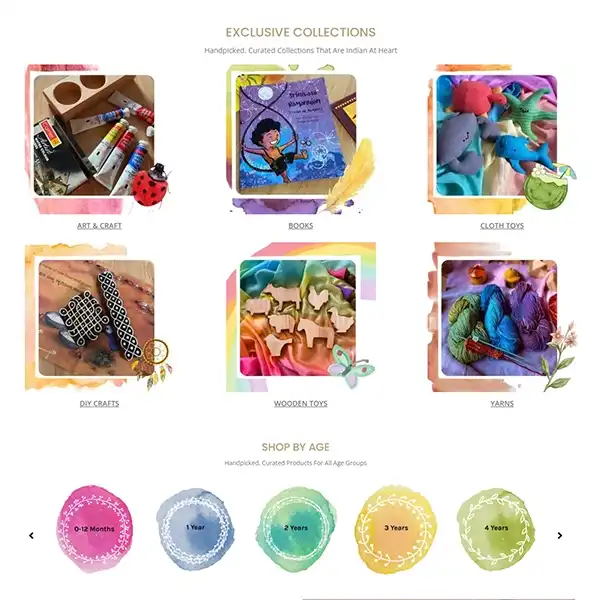 EXCLUSIVE COLLECTIONS
Handpicked. Curated Collections That Are Indian At Heart
Srinivasa
Ramanujan
ART & CRAFT
BOOKS
CLOTH TOYS
DIY CRAFTS
WOODEN TOYS
YARNS
SHOP BY AGE
Handpicked. Curated Products For All Age Groups
0-12 Months
1 Year
2 Years
3 Years
4 Years